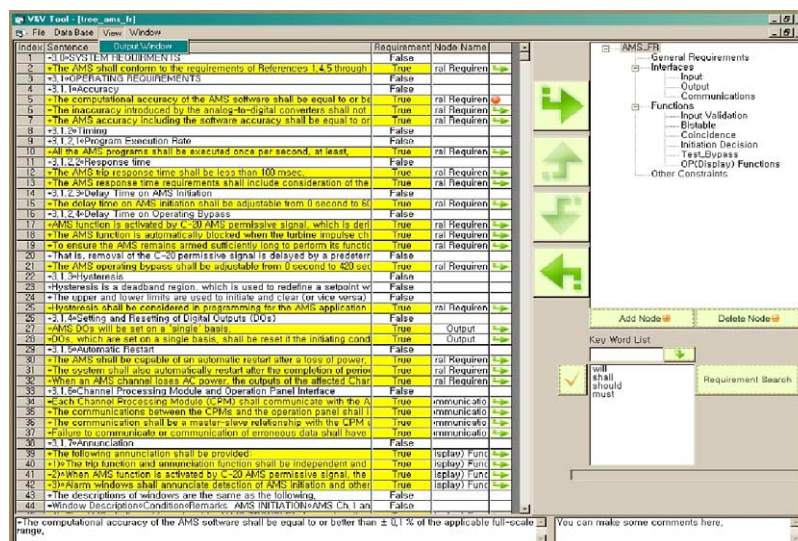 V&V Tool - [tree_ams_fr]
File Data Base View Window
Output Window
Index Sentence Requirement Node Name
1 *3,0*SYSTEM REQUIRMENTS False
2 *The AMS shall conform to the requirements of References 1,4,5 through True ral Requiren
3 *3,1*OPERATING REQUIREMENTS False
4 *3,1,1*Accuracy False
5 *The computational accuracy of the AMS software shall be equal to or be True ral Requiren
6 *The inaccuracy introduced by the analog-to-digital converters shall not True ral Requiren
7 *The AMS accuracy including the software accuracy shall be equal to or True ral Requiren
8 *3,1,2*Timing False
9 *3,1,2,1*Program Execution Rate False
10 *All the AMS programs shall be executed once per second, at least, True ral Requiren
11 *3,1,2,2*Response time False
12 *The AMS trip response time shall be less than 100 msec, True ral Requiren
13 *The AMS response time requirements shall include consideration of the True ral Requiren
14 *3,1,2,3*Delay Time on AMS Initiation False
15 *The delay time on AMS initiation shall be adjustable from 0 second to 60 True ral Requiren
16 *3,1,2,4*Delay Time on Operating Bypass False
17 *AMS function is activated by C-20 AMS permissive signal, which is deri True ral Requiren
18 *The AMS function is automatically blocked when the turbine impulse ch True ral Requiren
19 *To ensure the AMS remains armed sufficiently long to perform its functio True ral Requiren
20 *That is, removal of the C-20 permissive signal is delayed by a predeterr False
21 *The AMS operating bypass shall be adjustable from 0 second to 420 sec True ral Requiren
22 *3,1,3*Hysteresis False
23 *Hysteresis is a deadband region, which is used to redefine a setpoint w False
24 *The upper and lower limits are used to initiate and clear (or vice versa) False
25 *Hysteresis shall be considered in programming for the AMS application True ral Requiren
26 *3,1,4*Setting and Resetting of Digital Outputs (DOs) False
27 *AMS DOs will be set on a 'single' basis, True Output
28 *DOs, which are set on a single basis, shall be reset if the initiating cond True Output
29 *3,1,5*Automatic Restart False
30 *The AMS shall be capable of an automatic restart after a loss of power, True ral Requiren
31 *The system shall also automatically restart after the completion of perio True ral Requiren
32 *When an AMS channel loses AC power, the outputs of the affected Char True ral Requiren
33 *3,1,6*Channel Processing Module and Operation Panel Interface False
34 *Each Channel Processing Module (CPM) shall communicate with the A True mmunicatio
35 *The communications between the CPMs and the operation panel shall i True mmunicatio
36 *The communication shall be a master-slave relationship with the CPM True mmunicatio
37 *Failure to communicate or communication of erroneous data shall have True mmunicatio
38 *3,1,7*Annunciation False
39 *The following annunciation shall be provided: True isplay) Func
40 *1)*The trip function and annunciation function shall be independent and True isplay) Func
41 *2)*When AMS function is activated by C-20 AMS permissive signal, the True isplay) Func
42 *3)*Alarm windows shall annunciate detection of AMS initiation and other True isplay) Func
43 *The descriptions of windows are the same as the following, False
44 *Window Description*Condition*Remarks AMS INITIATION*AMS Ch, I an False
AMS_FR
General Requirements
Interfaces
Input
Output
Communications
Functions
Input Validation
Bistable
Coincidence
Initiation Decision
Test_Bypass
OP(Display) Functions
Other Constraints
Add Node Delete Node
Key Word List
will
shall
should
must
Requirement Search
*The computational accuracy of the AMS software shall be equal to or better than ± 0,1 % of the applicable full-scale range,
You can make some comments here,